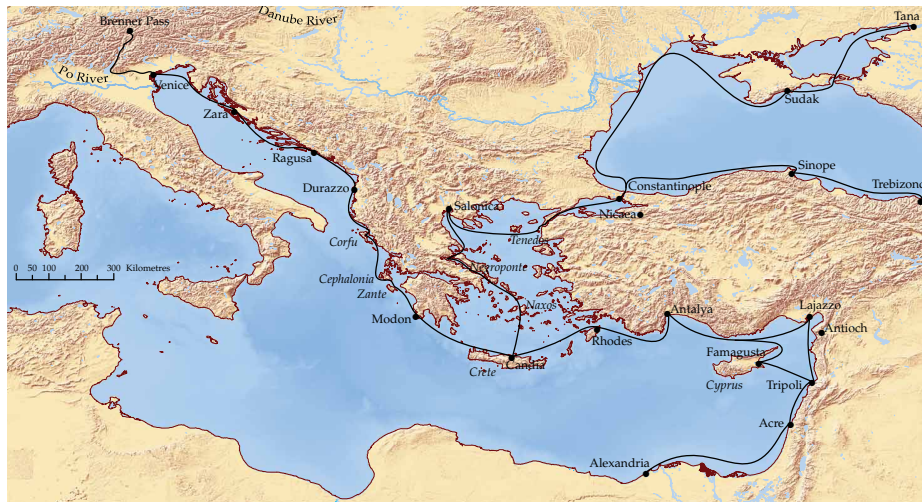 Brenner Pass
Danube River
Tana
Po River
Venice
Sudak
Zara
Ragusa
Sinope
Durazzo
Constantinople
Trebizond
Salonica
Nicaea
Corfu
Tenedos
Negroponte
0 50 100 200 300 Kilometres
Cephalonia
Zante
Naxos
Modon
Antalya
Lajazzo
Rhodes
Antioch
Candia
Famagusta
Crete
Cyprus
Tripoli
Acre
Alexandria